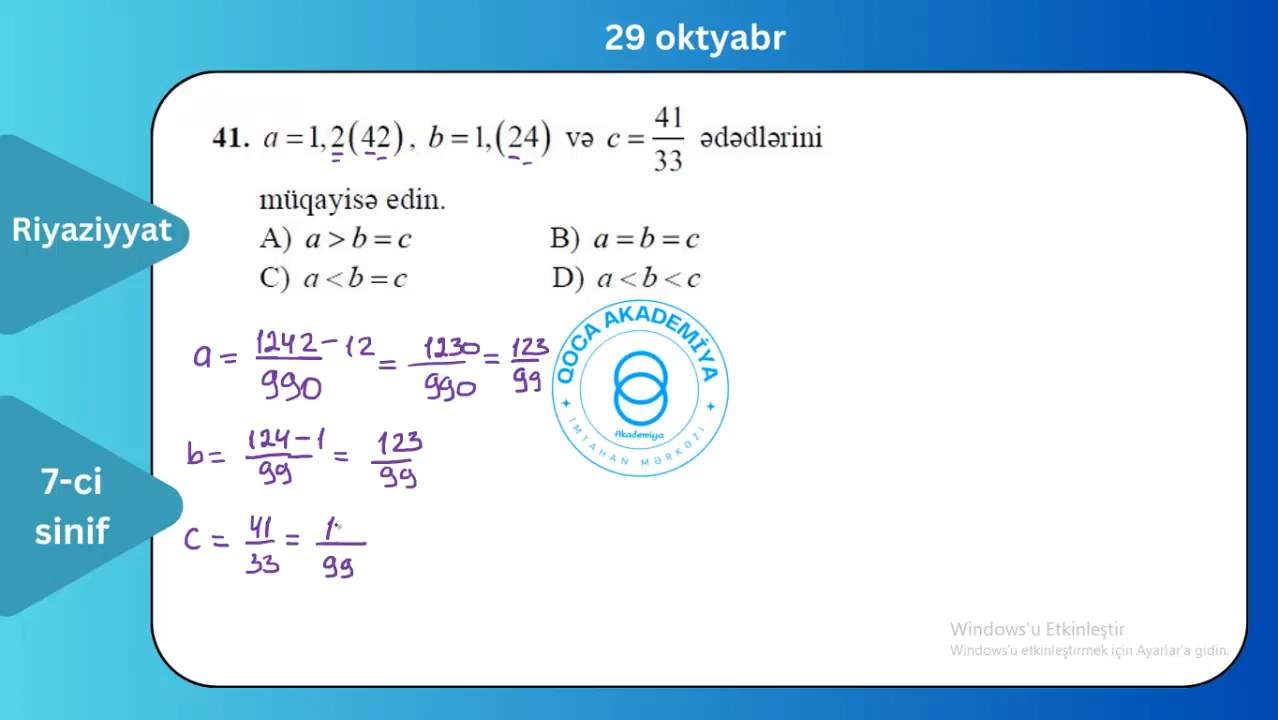 29 oktyabr
41. a = 1,2(42), b = 1,(24) və c = 41/33 ədədlərini
müqayisə edin.
A) a > b = c B) a = b = c
C) a < b = c D) a < b < c
Riyaziyyat
7-ci
sinif
a = 1242 - 12 / 990 = 1230 / 990 = 123 / 99
b = 124 - 1 / 99 = 123 / 99
c = 41 / 33 = 1 / 99
QOCA AKADEMİYA
Akademiya
İMTAHAN MƏRKƏZİ
Windows'u Etkinleştir
Windows'u etkinleştirmek için Ayarlar'a gidin.